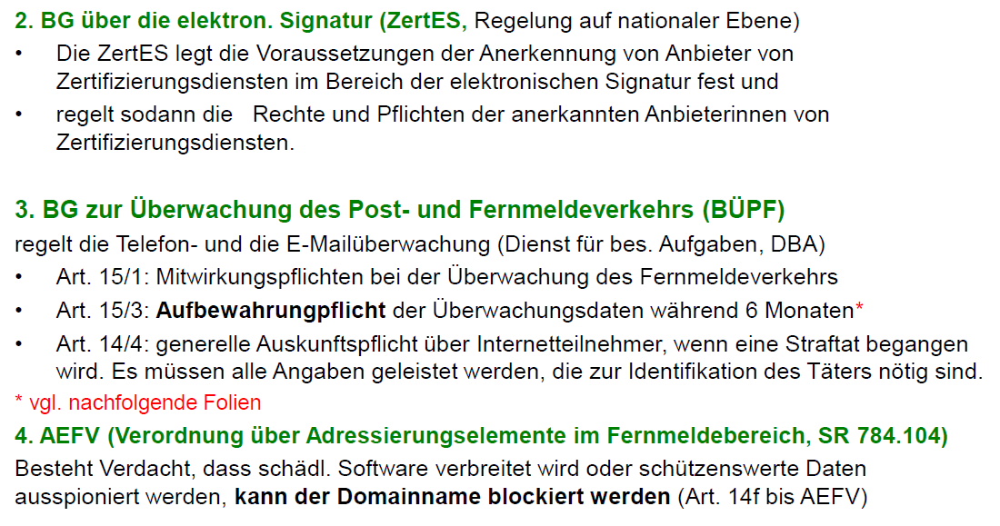 2. BG über die elektron. Signatur (ZertES, Regelung auf nationaler Ebene)
• Die ZertES legt die Voraussetzungen der Anerkennung von Anbieter von
Zertifizierungsdiensten im Bereich der elektronischen Signatur fest und
• regelt sodann die Rechte und Pflichten der anerkannten Anbieterinnen von
Zertifizierungsdiensten.
3. BG zur Überwachung des Post- und Fernmeldeverkehrs (BÜPF)
regelt die Telefon- und die E-Mailüberwachung (Dienst für bes. Aufgaben, DBA)
• Art. 15/1: Mitwirkungspflichten bei der Überwachung des Fernmeldeverkehrs
• Art. 15/3: Aufbewahrungpflicht der Überwachungsdaten während 6 Monaten*
• Art. 14/4: generelle Auskunftspflicht über Internetteilnehmer, wenn eine Straftat begangen
wird. Es müssen alle Angaben geleistet werden, die zur Identifikation des Täters nötig sind.
* vgl. nachfolgende Folien
4. AEFV (Verordnung über Adressierungselemente im Fernmeldebereich, SR 784.104)
Besteht Verdacht, dass schädl. Software verbreitet wird oder schützenswerte Daten
ausspioniert werden, kann der Domainname blockiert werden (Art. 14f bis AEFV)